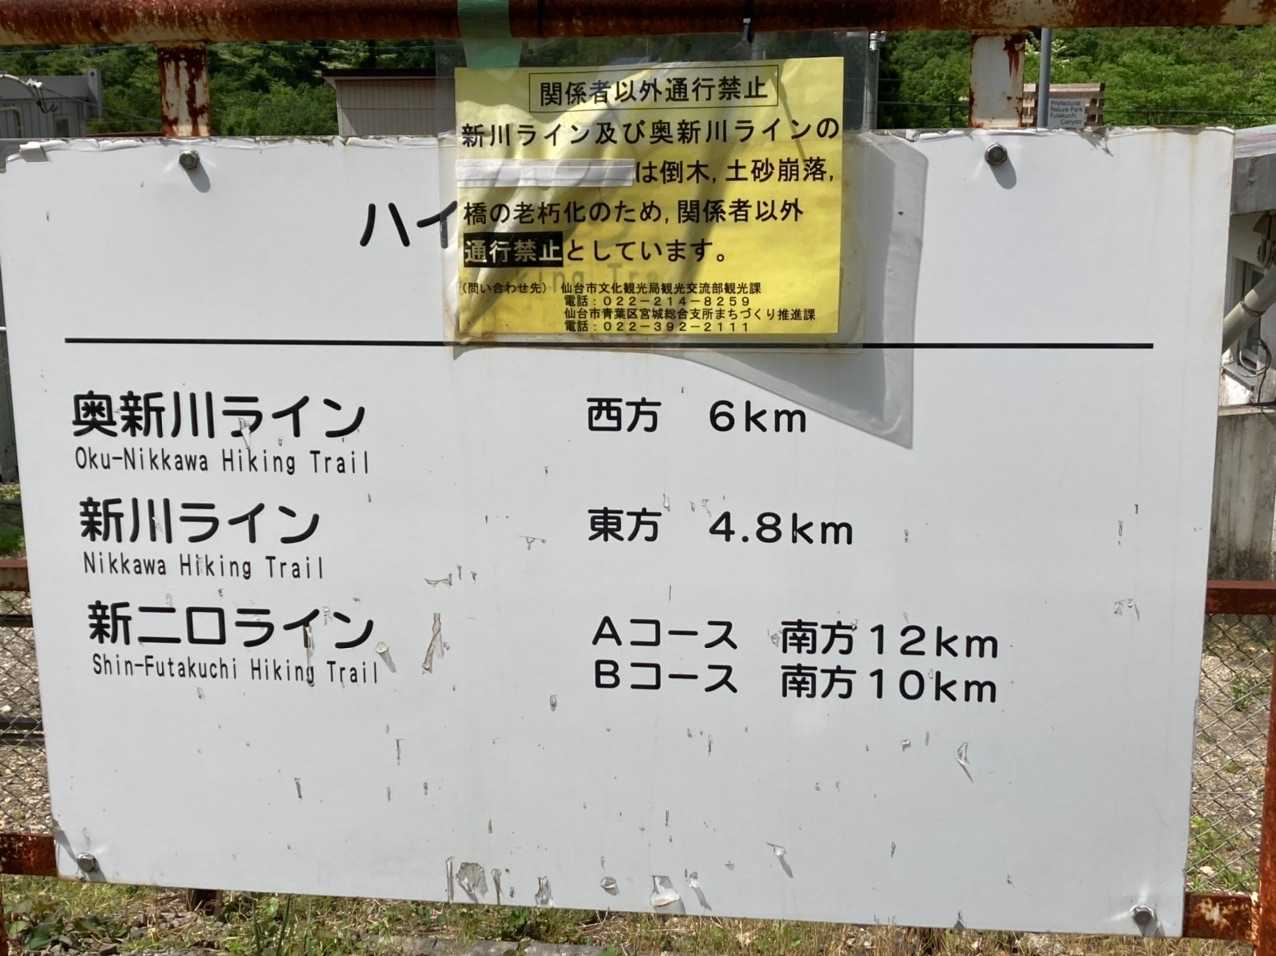 Prefectural
Nature Park
Futakuchi
Canyon
関係者以外通行禁止
新川ライン及び奥新川ラインの
は倒木,土砂崩落,
橋の老朽化のため,関係者以外
通行禁止としています。
(問い合わせ先) 仙台市文化観光局観光交流部観光課
電話:022-214-8259
仙台市青葉区宮城総合支所まちづくり推進課
電話:022-392-2111
ハイ
king Tra
奥新川ライン 西方 6km
Oku-Nikkawa Hiking Trail
新川ライン 東方 4.8km
Nikkawa Hiking Trail
新二口ライン Aコース 南方12km
Shin-Futakuchi Hiking Trail Bコース 南方10km